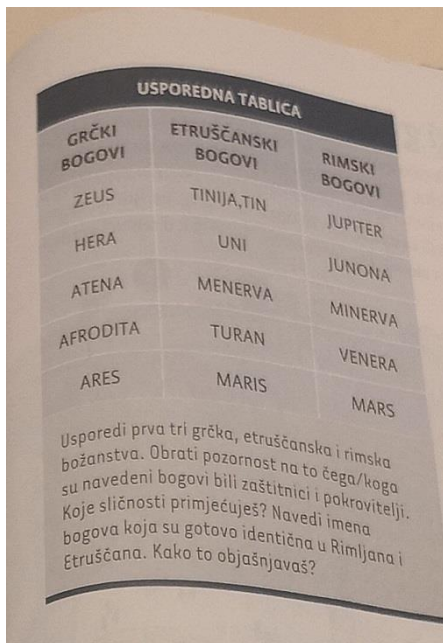 USPOREDNA TABLICA
GRČKI BOGOVI ETRUŠČANSKI BOGOVI RIMSKI BOGOVI
ZEUS TINIJA,TIN JUPITER
HERA UNI JUNONA
ATENA MENERVA MINERVA
AFRODITA TURAN VENERA
ARES MARIS MARS
Usporedi prva tri grčka, etruščanska i rimska
božanstva. Obrati pozornost na to čega/koga
su navedeni bogovi bili zaštitnici i pokrovitelji.
Koje sličnosti primjećuješ? Navedi imena
bogova koja su gotovo identična u Rimljana i
Etruščana. Kako to objašnjavaš?